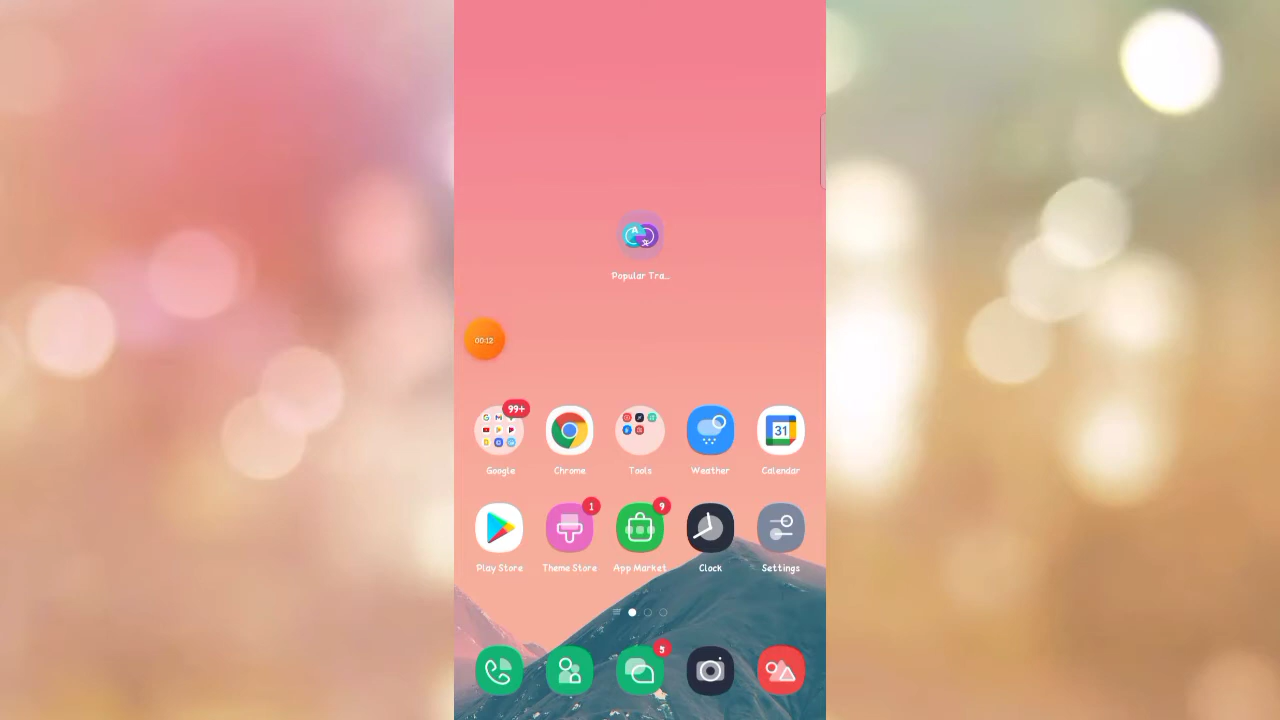 Popular Tra...
00:12
99+
31
Google
Chrome
Tools
Weather
Calendar
1
9
Play Store
Theme Store
App Market
Clock
Settings
5